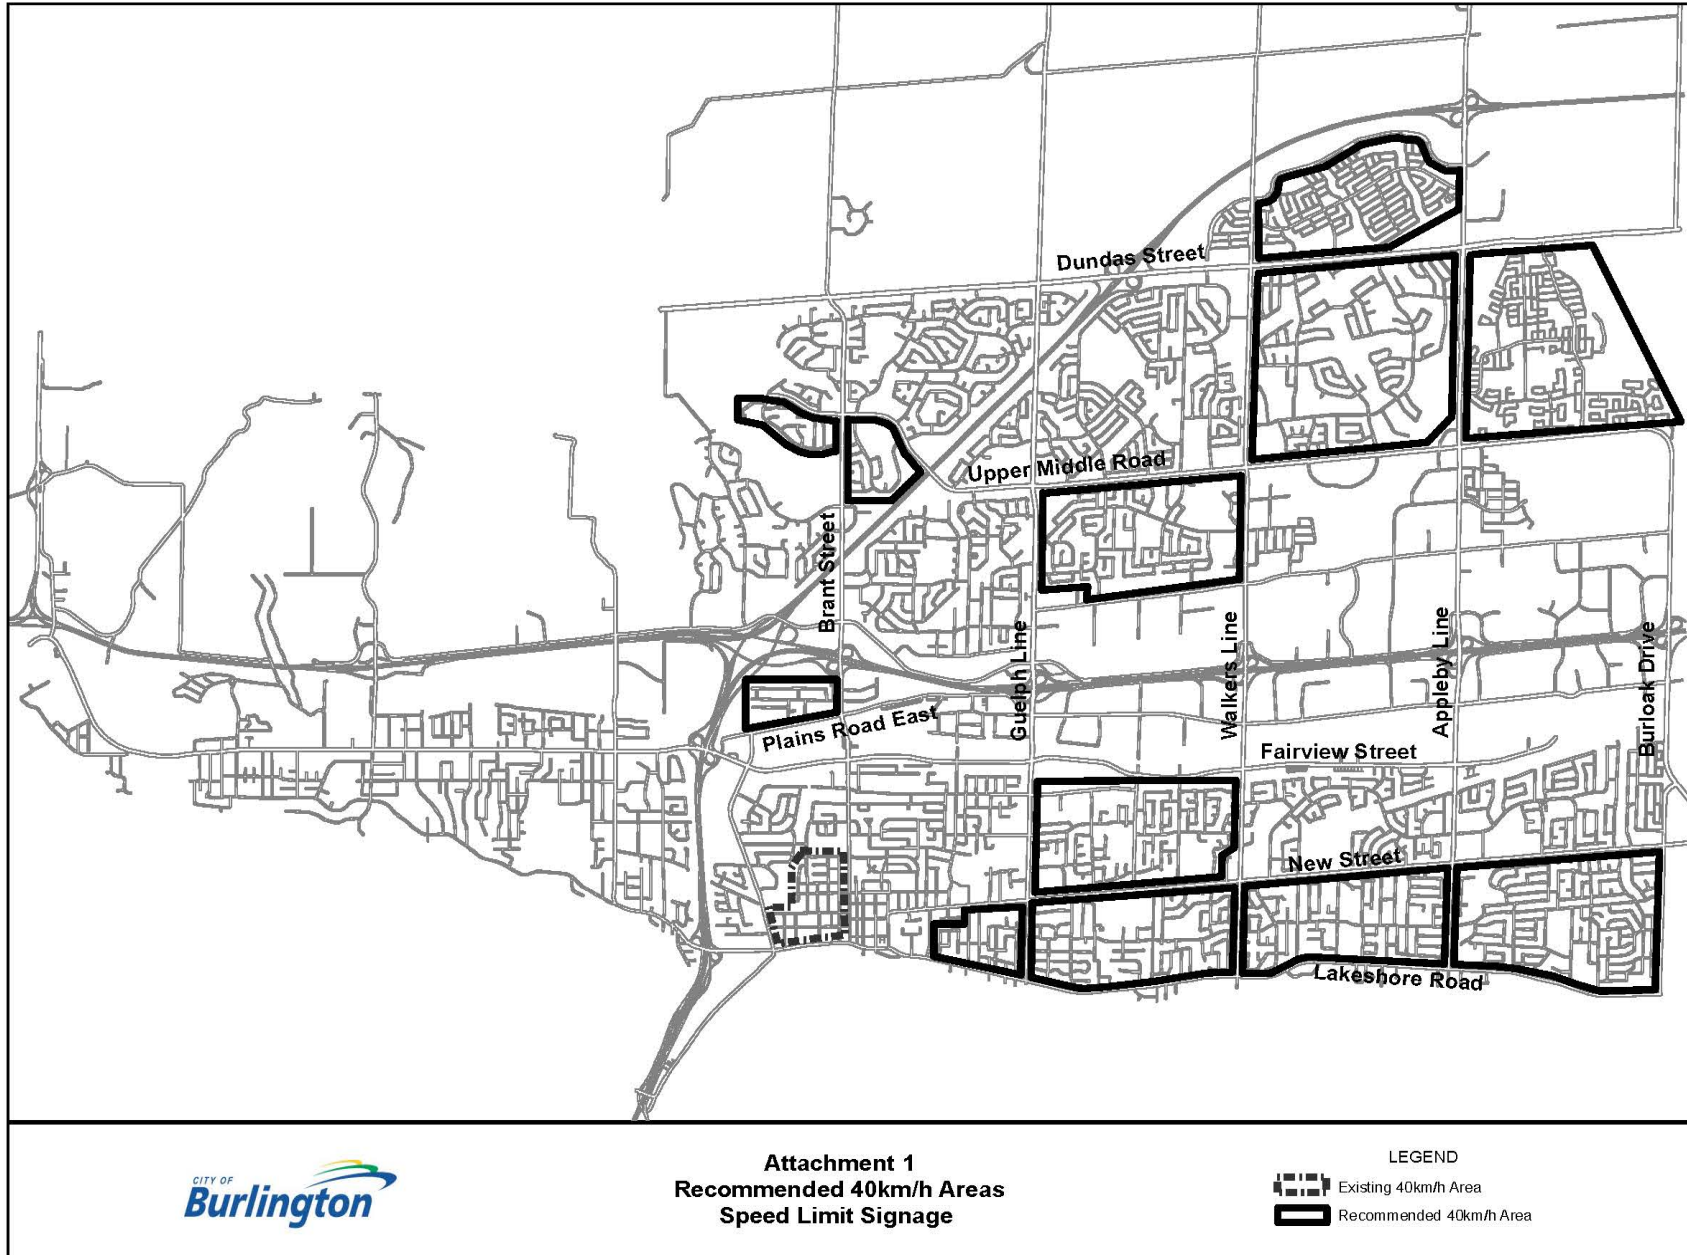 Dundas Street
Upper Middle Road
Brant Street
Guelph Line
Walkers Line
Appleby Line
Burloak Drive
Plains Road East
Fairview Street
New Street
Lakeshore Road
CITY OF
Burlington
Attachment 1
Recommended 40km/h Areas
Speed Limit Signage
LEGEND
Existing 40km/h Area
Recommended 40km/h Area